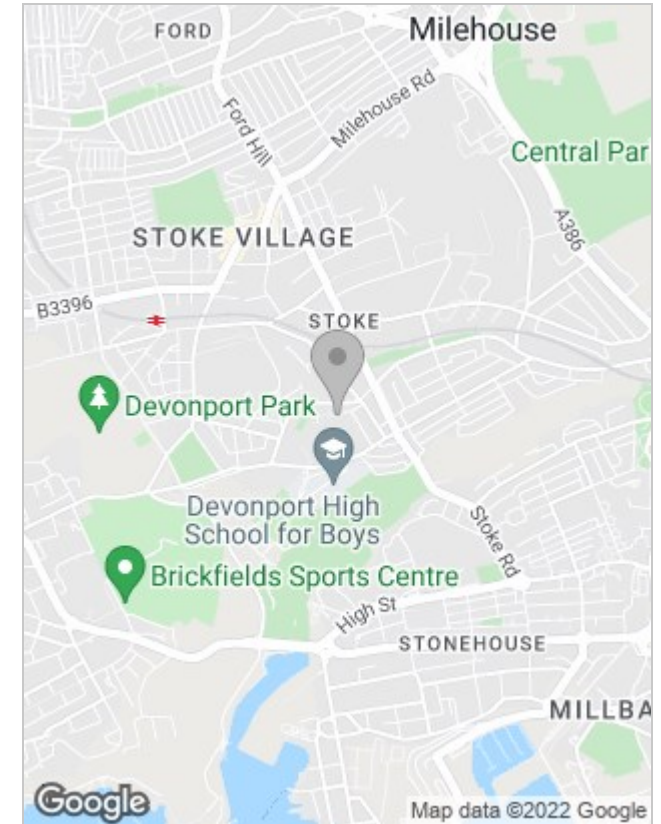 FORD
Milehouse
Ford Hill
Milehouse Rd
Central Par
A386
STOKE VILLAGE
B3396
STOKE
Devonport Park
Devonport High
School for Boys
Stoke Rd
Brickfields Sports Centre
High St
STONEHOUSE
MILLBA
Google
Map data ©2022 Google